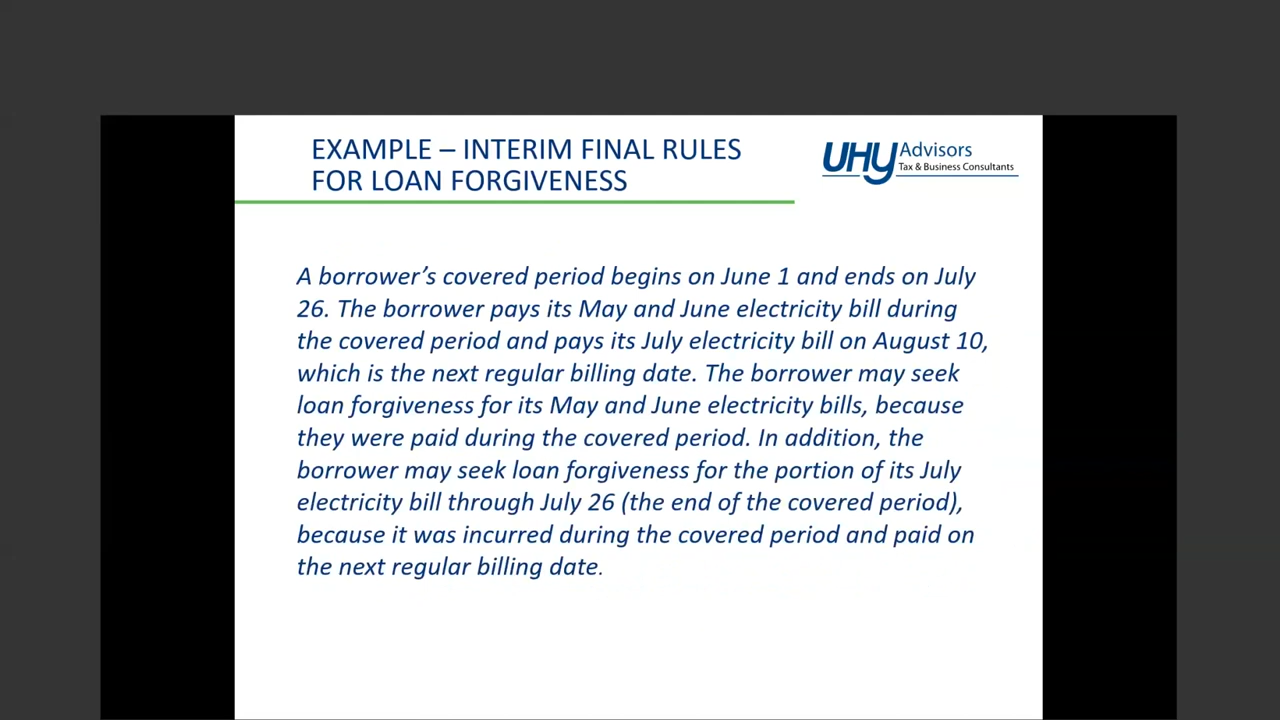 EXAMPLE – INTERIM FINAL RULES
FOR LOAN FORGIVENESS
UHY Advisors
Tax & Business Consultants
A borrower’s covered period begins on June 1 and ends on July
26. The borrower pays its May and June electricity bill during
the covered period and pays its July electricity bill on August 10,
which is the next regular billing date. The borrower may seek
loan forgiveness for its May and June electricity bills, because
they were paid during the covered period. In addition, the
borrower may seek loan forgiveness for the portion of its July
electricity bill through July 26 (the end of the covered period),
because it was incurred during the covered period and paid on
the next regular billing date.